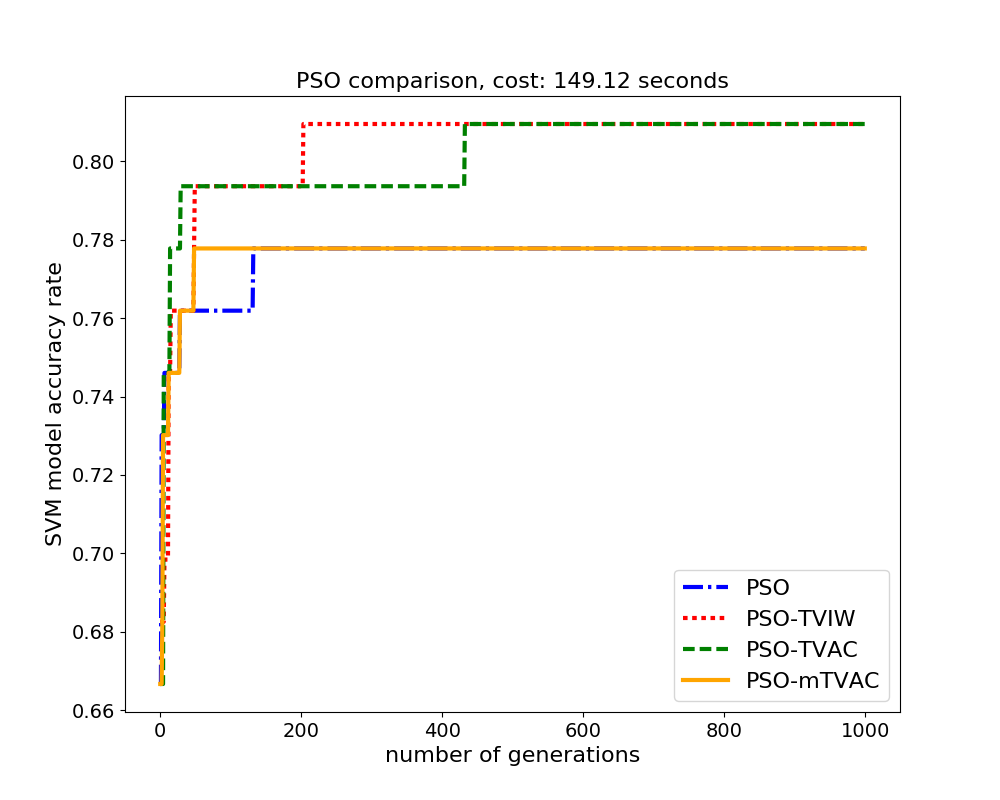 PSO comparison, cost: 149.12 seconds
SVM model accuracy rate
0.80
0.78
0.76
0.74
0.72
0.70
0.68
0.66
0 200 400 600 800 1000
number of generations
PSO
PSO-TVIW
PSO-TVAC
PSO-mTVAC